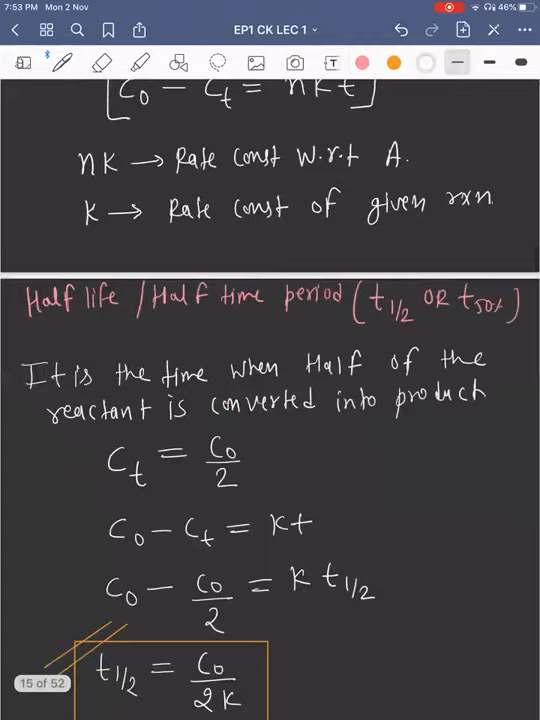 7:53 PM Mon 2 Nov
46%
EP1 CK LEC 1
[C₀ - Cₜ = nkt]
nk → Rate const w.r.t A.
k → Rate const of given rxn
Half life / Half time period (t1/2 OR t50%)
It is the time when Half of the
reactant is converted into product
Cₜ = C₀/2
C₀ - Cₜ = kt
C₀ - C₀/2 = k t1/2
t1/2 = C₀/2k
15 of 52